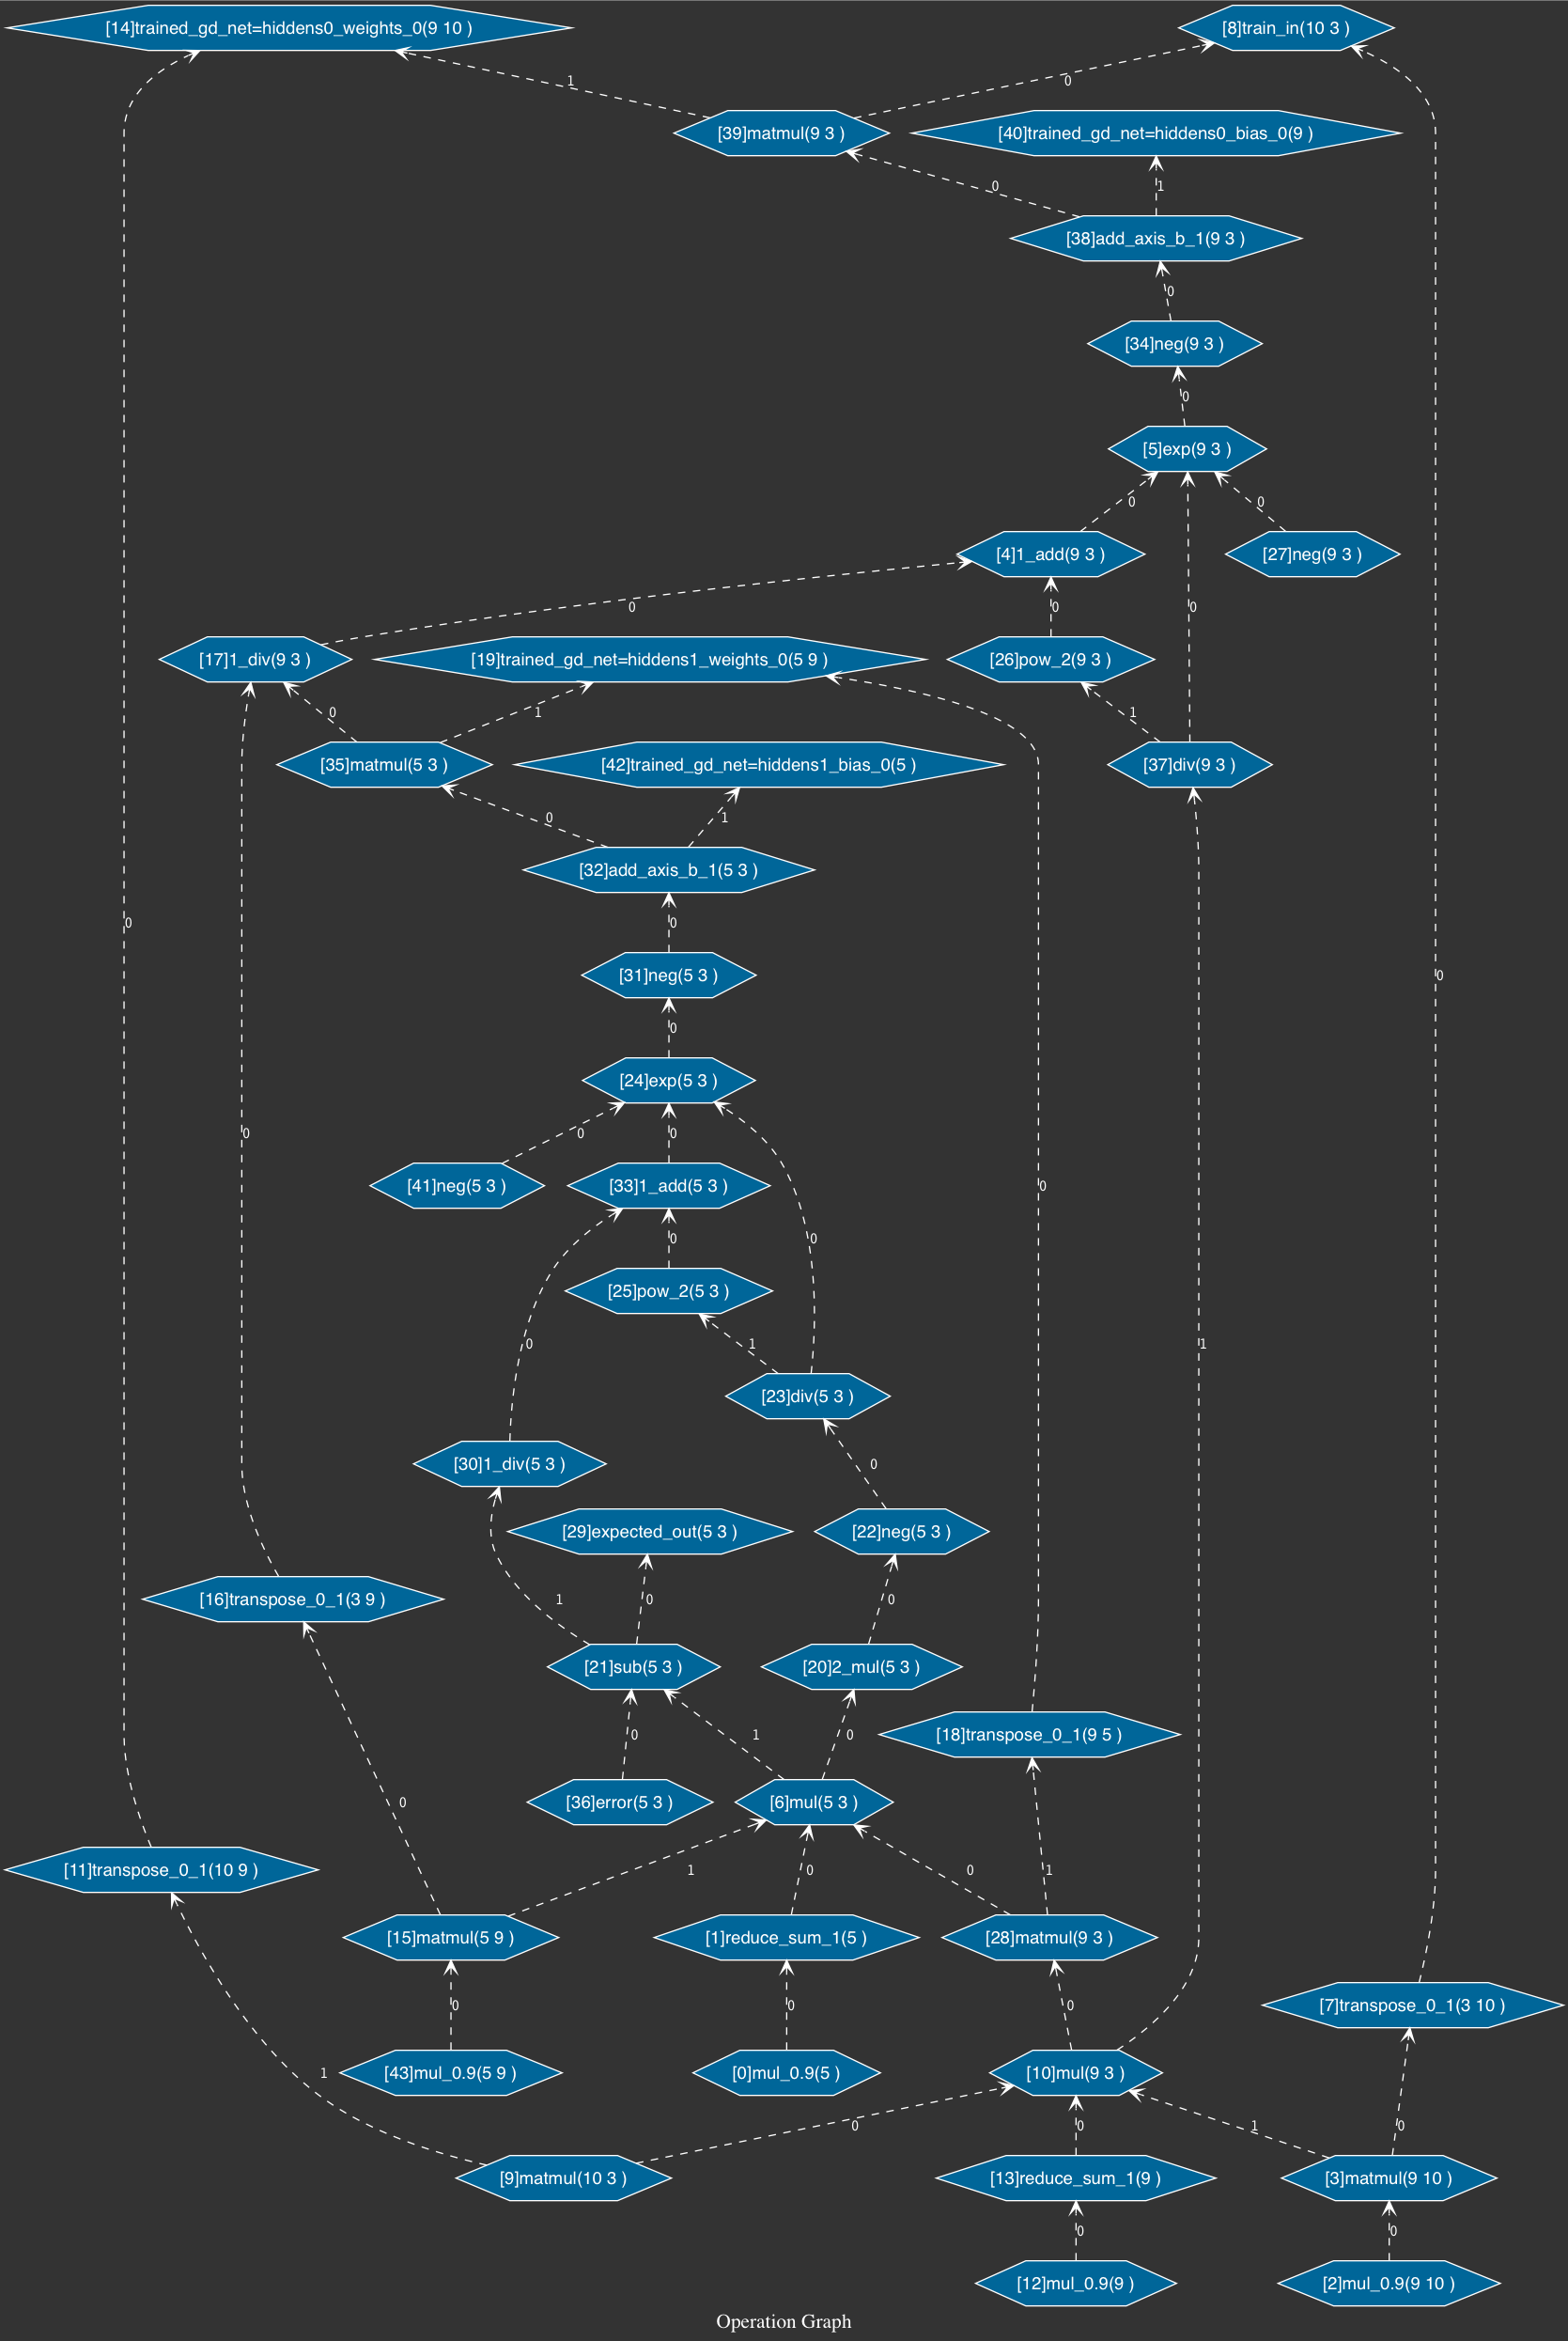 [14]trained_gd_net=hiddens0_weights_0(9 10 )
[8]train_in(10 3 )
1
0
[39]matmul(9 3 )
[40]trained_gd_net=hiddens0_bias_0(9 )
0
1
[38]add_axis_b_1(9 3 )
0
[34]neg(9 3 )
0
[5]exp(9 3 )
0
0
[4]1_add(9 3 )
[27]neg(9 3 )
0
0
0
[17]1_div(9 3 )
[19]trained_gd_net=hiddens1_weights_0(5 9 )
[26]pow_2(9 3 )
0
1
1
[35]matmul(5 3 )
[42]trained_gd_net=hiddens1_bias_0(5 )
[37]div(9 3 )
0
1
[32]add_axis_b_1(5 3 )
0
0
[31]neg(5 3 )
0
0
[24]exp(5 3 )
0
0
0
[41]neg(5 3 )
[33]1_add(5 3 )
0
0
0
[25]pow_2(5 3 )
0
1
1
[23]div(5 3 )
[30]1_div(5 3 )
0
[29]expected_out(5 3 )
[22]neg(5 3 )
[16]transpose_0_1(3 9 )
1
0
0
[21]sub(5 3 )
[20]2_mul(5 3 )
0
1
0
[18]transpose_0_1(9 5 )
0
[36]error(5 3 )
[6]mul(5 3 )
[11]transpose_0_1(10 9 )
1
0
0
1
[15]matmul(5 9 )
[1]reduce_sum_1(5 )
[28]matmul(9 3 )
0
0
0
[7]transpose_0_1(3 10 )
1
[43]mul_0.9(5 9 )
[0]mul_0.9(5 )
[10]mul(9 3 )
0
0
1
0
[9]matmul(10 3 )
[13]reduce_sum_1(9 )
[3]matmul(9 10 )
0
0
[12]mul_0.9(9 )
[2]mul_0.9(9 10 )
Operation Graph